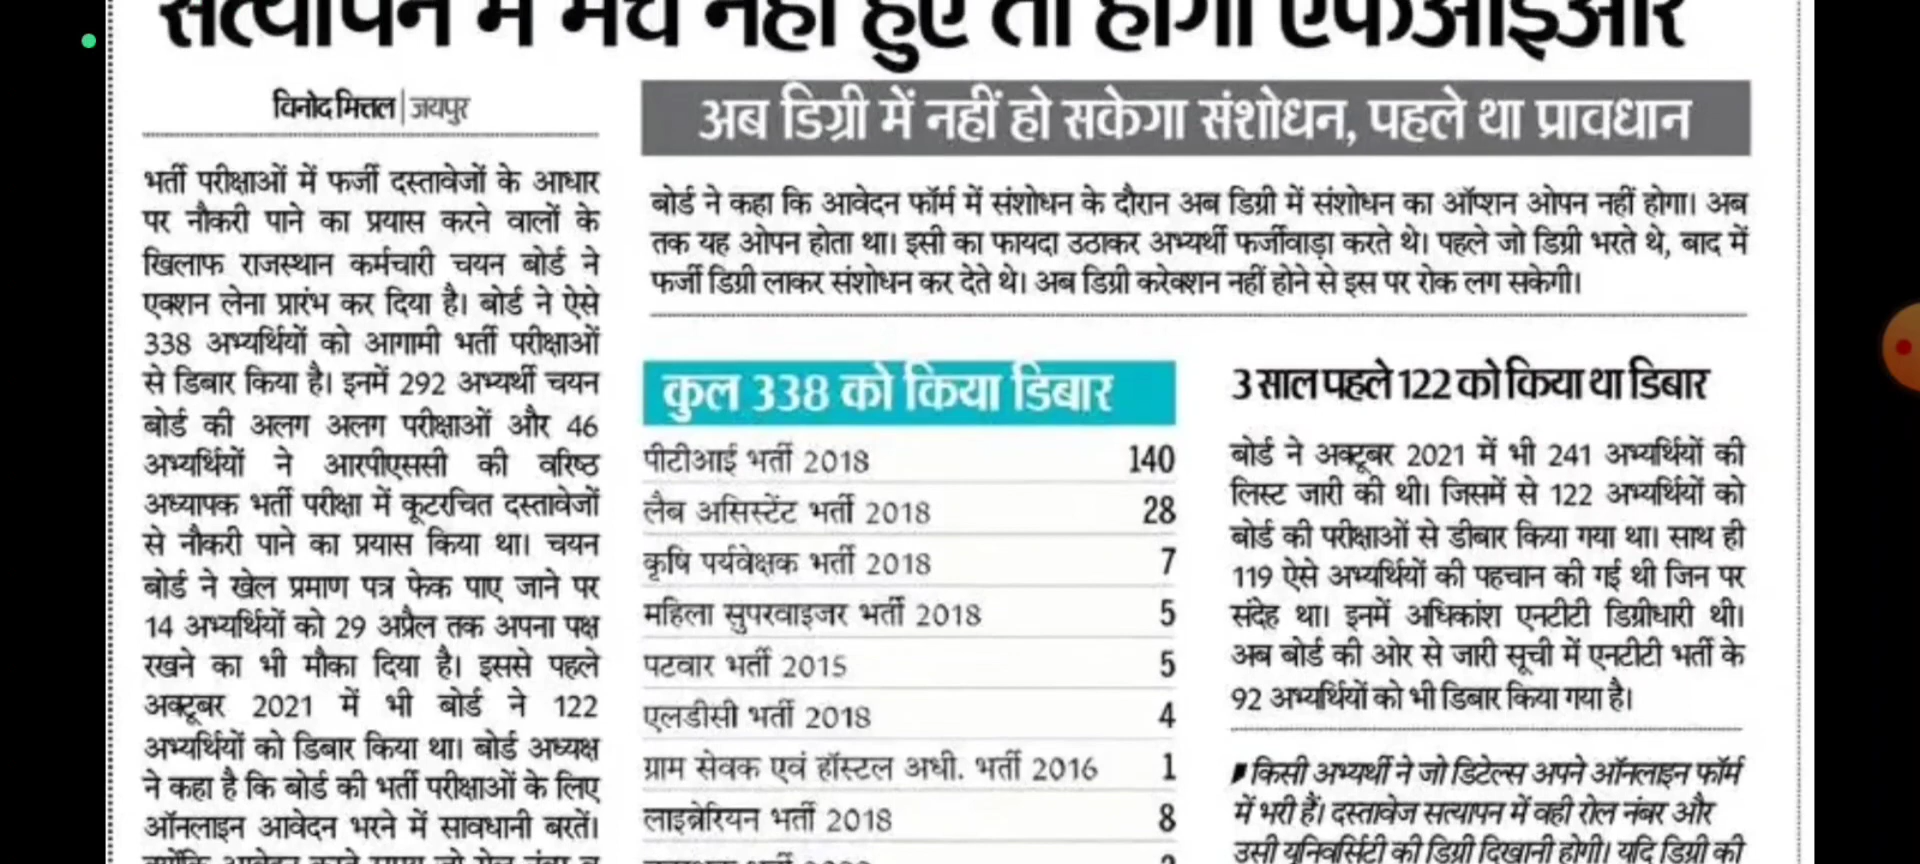 सत्यापन में मैच नहीं हुए तो होगी एफआईआर
विनोद मित्तल | जयपुर
भर्ती परीक्षाओं में फर्जी दस्तावेजों के आधार
पर नौकरी पाने का प्रयास करने वालों के
खिलाफ राजस्थान कर्मचारी चयन बोर्ड ने
एक्शन लेना प्रारंभ कर दिया है। बोर्ड ने ऐसे
338 अभ्यर्थियों को आगामी भर्ती परीक्षाओं
से डिबार किया है। इनमें 292 अभ्यर्थी चयन
बोर्ड की अलग अलग परीक्षाओं और 46
अभ्यर्थियों ने आरपीएससी की वरिष्ठ
अध्यापक भर्ती परीक्षा में कूटरचित दस्तावेजों
से नौकरी पाने का प्रयास किया था। चयन
बोर्ड ने खेल प्रमाण पत्र फेक पाए जाने पर
14 अभ्यर्थियों को 29 अप्रैल तक अपना पक्ष
रखने का भी मौका दिया है। इससे पहले
अक्टूबर 2021 में भी बोर्ड ने 122
अभ्यर्थियों को डिबार किया था। बोर्ड अध्यक्ष
ने कहा है कि बोर्ड की भर्ती परीक्षाओं के लिए
ऑनलाइन आवेदन भरने में सावधानी बरतें।
अब डिग्री में नहीं हो सकेगा संशोधन, पहले था प्रावधान
बोर्ड ने कहा कि आवेदन फॉर्म में संशोधन के दौरान अब डिग्री में संशोधन का ऑप्शन ओपन नहीं होगा। अब
तक यह ओपन होता था। इसी का फायदा उठाकर अभ्यर्थी फर्जीवाड़ा करते थे। पहले जो डिग्री भरते थे, बाद में
फर्जी डिग्री लाकर संशोधन कर देते थे। अब डिग्री करेक्शन नहीं होने से इस पर रोक लग सकेगी।
कुल 338 को किया डिबार
पीटीआई भर्ती 2018 140
लैब असिस्टेंट भर्ती 2018 28
कृषि पर्यवेक्षक भर्ती 2018 7
महिला सुपरवाइजर भर्ती 2018 5
पटवार भर्ती 2015 5
एलडीसी भर्ती 2018 4
ग्राम सेवक एवं हॉस्टल अधी. भर्ती 2016 1
लाइब्रेरियन भर्ती 2018 8
3 साल पहले 122 को किया था डिबार
बोर्ड ने अक्टूबर 2021 में भी 241 अभ्यर्थियों की
लिस्ट जारी की थी। जिसमें से 122 अभ्यर्थियों को
बोर्ड की परीक्षाओं से डीबार किया गया था। साथ ही
119 ऐसे अभ्यर्थियों की पहचान की गई थी जिन पर
संदेह था। इनमें अधिकांश एनटीटी डिग्रीधारी थी।
अब बोर्ड की ओर से जारी सूची में एनटीटी भर्ती के
92 अभ्यर्थियों को भी डिबार किया गया है।
किसी अभ्यर्थी ने जो डिटेल्स अपने ऑनलाइन फॉर्म
में भरी हैं। दस्तावेज सत्यापन में वही रोल नंबर और
उसी यूनिवर्सिटी की डिग्री दिखानी होगी। यदि डिग्री की